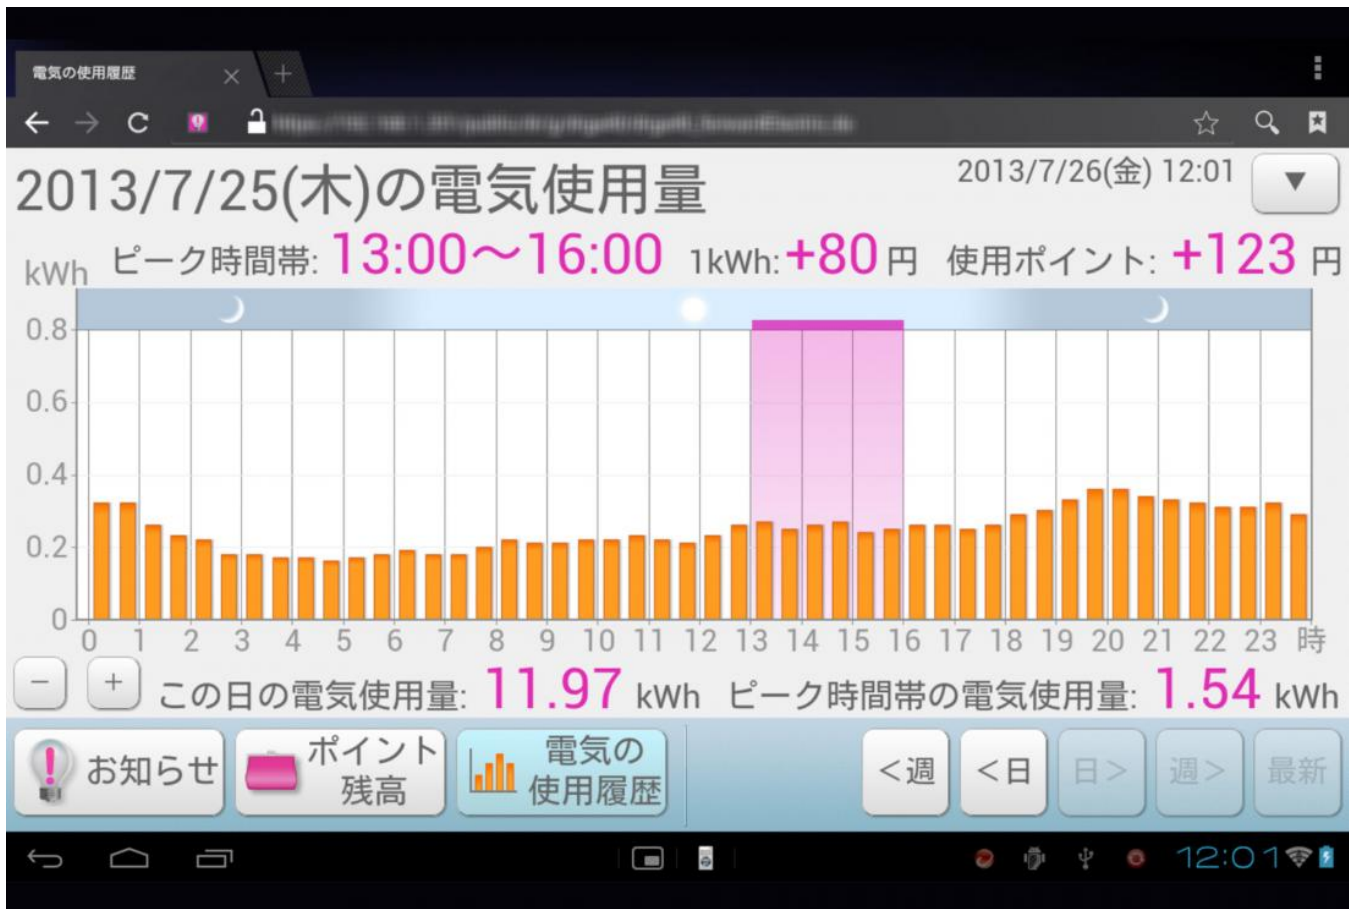 電気の使用履歴
2013/7/25(木)の電気使用量
2013/7/26(金) 12:01
▼
ピーク時間帯: 13:00～16:00 1kWh:+80 円 使用ポイント: +123 円
kWh
0.8
0.6
0.4
0.2
0
0 1 2 3 4 5 6 7 8 9 10 11 12 13 14 15 16 17 18 19 20 21 22 23 時
− + この日の電気使用量: 11.97 kWh ピーク時間帯の電気使用量: 1.54 kWh
お知らせ
ポイント
残高
電気の
使用履歴
<週
<日
日>
週>
最新
12:01